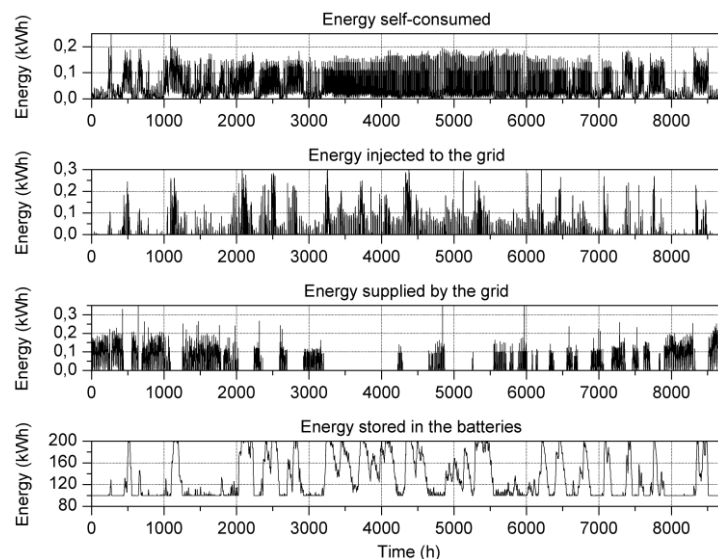 Energy self-consumed
Energy (kWh)
0,2
0,1
0,0
0 1000 2000 3000 4000 5000 6000 7000 8000
Energy injected to the grid
Energy (kWh)
0,3
0,2
0,1
0,0
0 1000 2000 3000 4000 5000 6000 7000 8000
Energy supplied by the grid
Energy (kWh)
0,3
0,2
0,1
0,0
0 1000 2000 3000 4000 5000 6000 7000 8000
Energy stored in the batteries
Energy (kWh)
200
160
120
80
0 1000 2000 3000 4000 5000 6000 7000 8000
Time (h)